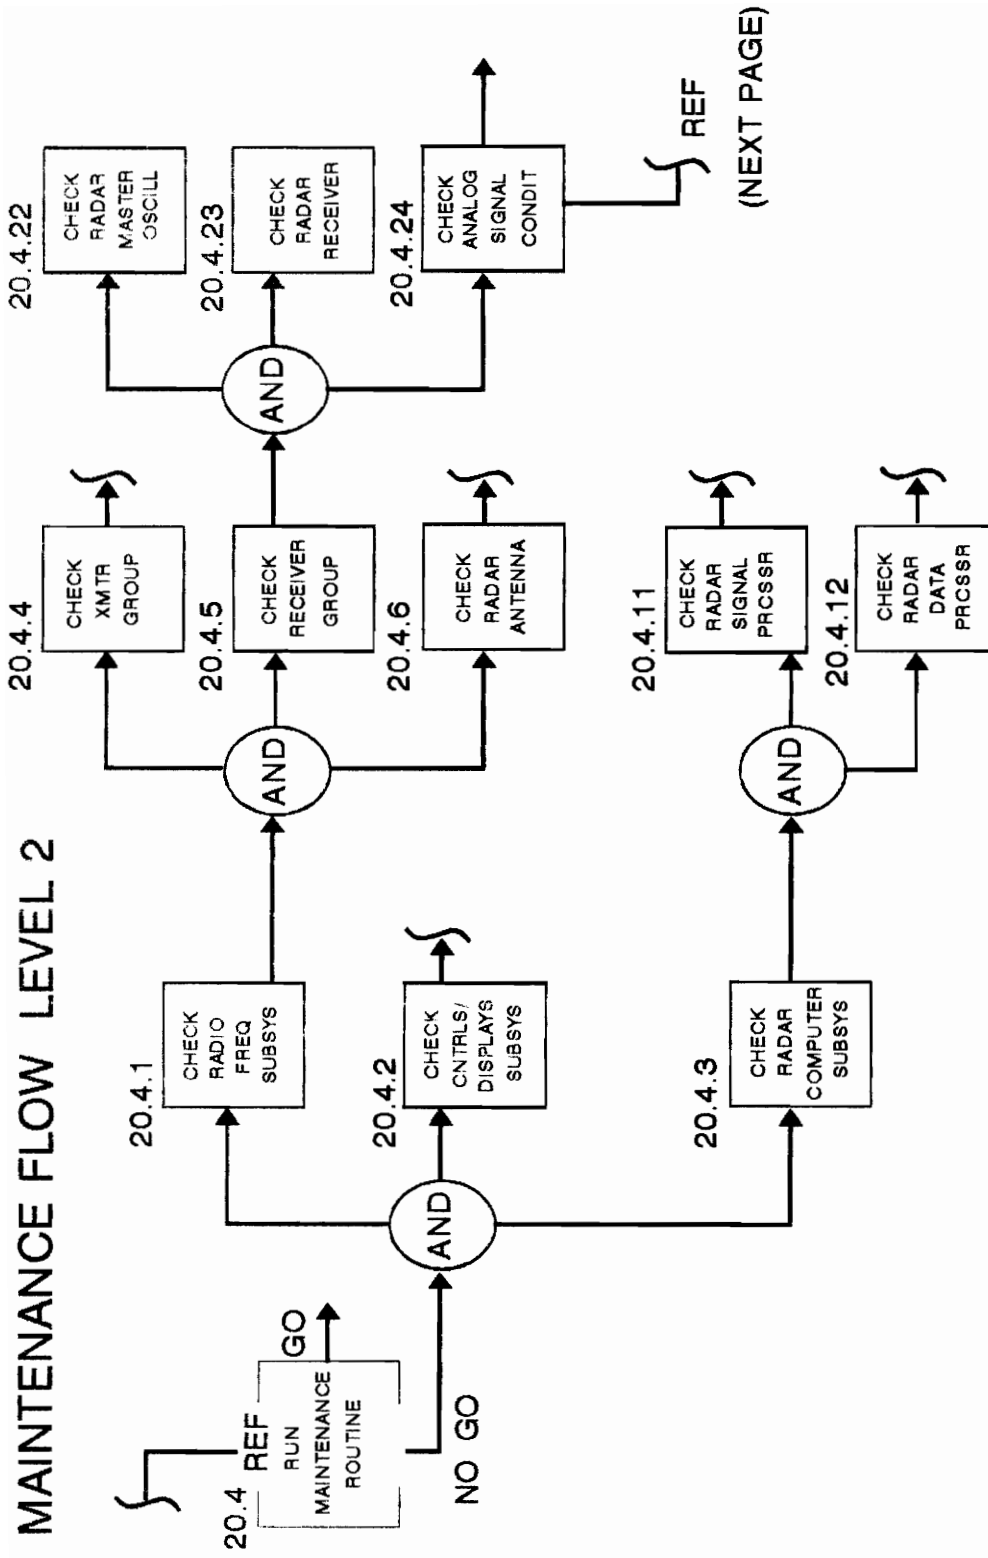 MAINTENANCE FLOW LEVEL 2
20.4 REF
RUN
MAINTENANCE
ROUTINE
GO
NO GO
AND
20.4.1
CHECK
RADIO
FREQ
SUBSYS
20.4.2
CHECK
CNTRLS/
DISPLAYS
SUBSYS
20.4.3
CHECK
RADAR
COMPUTER
SUBSYS
AND
20.4.4
CHECK
XMTR
GROUP
20.4.5
CHECK
RECEIVER
GROUP
20.4.6
CHECK
RADAR
ANTENNA
AND
20.4.11
CHECK
RADAR
SIGNAL
PRCSSR
20.4.12
CHECK
RADAR
DATA
PRCSSR
AND
20.4.22
CHECK
RADAR
MASTER
OSCILL
20.4.23
CHECK
RADAR
RECEIVER
20.4.24
CHECK
ANALOG
SIGNAL
CONDIT
REF
(NEXT PAGE)